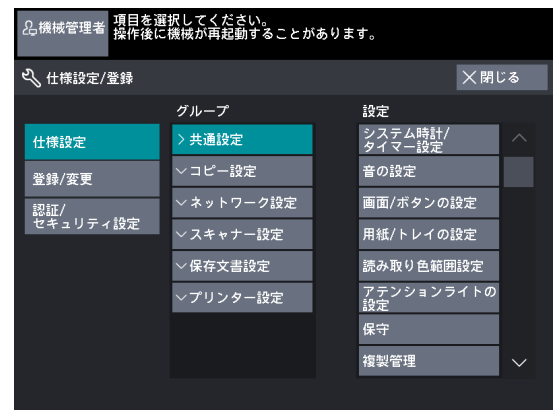 機械管理者
項目を選択してください。
操作後に機械が再起動することがあります。
仕様設定/登録
閉じる
グループ
設定
仕様設定
登録/変更
認証/
セキュリティ設定
共通設定
コピー設定
ネットワーク設定
スキャナー設定
保存文書設定
プリンター設定
システム時計/
タイマー設定
音の設定
画面/ボタンの設定
用紙/トレイの設定
読み取り色範囲設定
アテンションライトの
設定
保守
複製管理